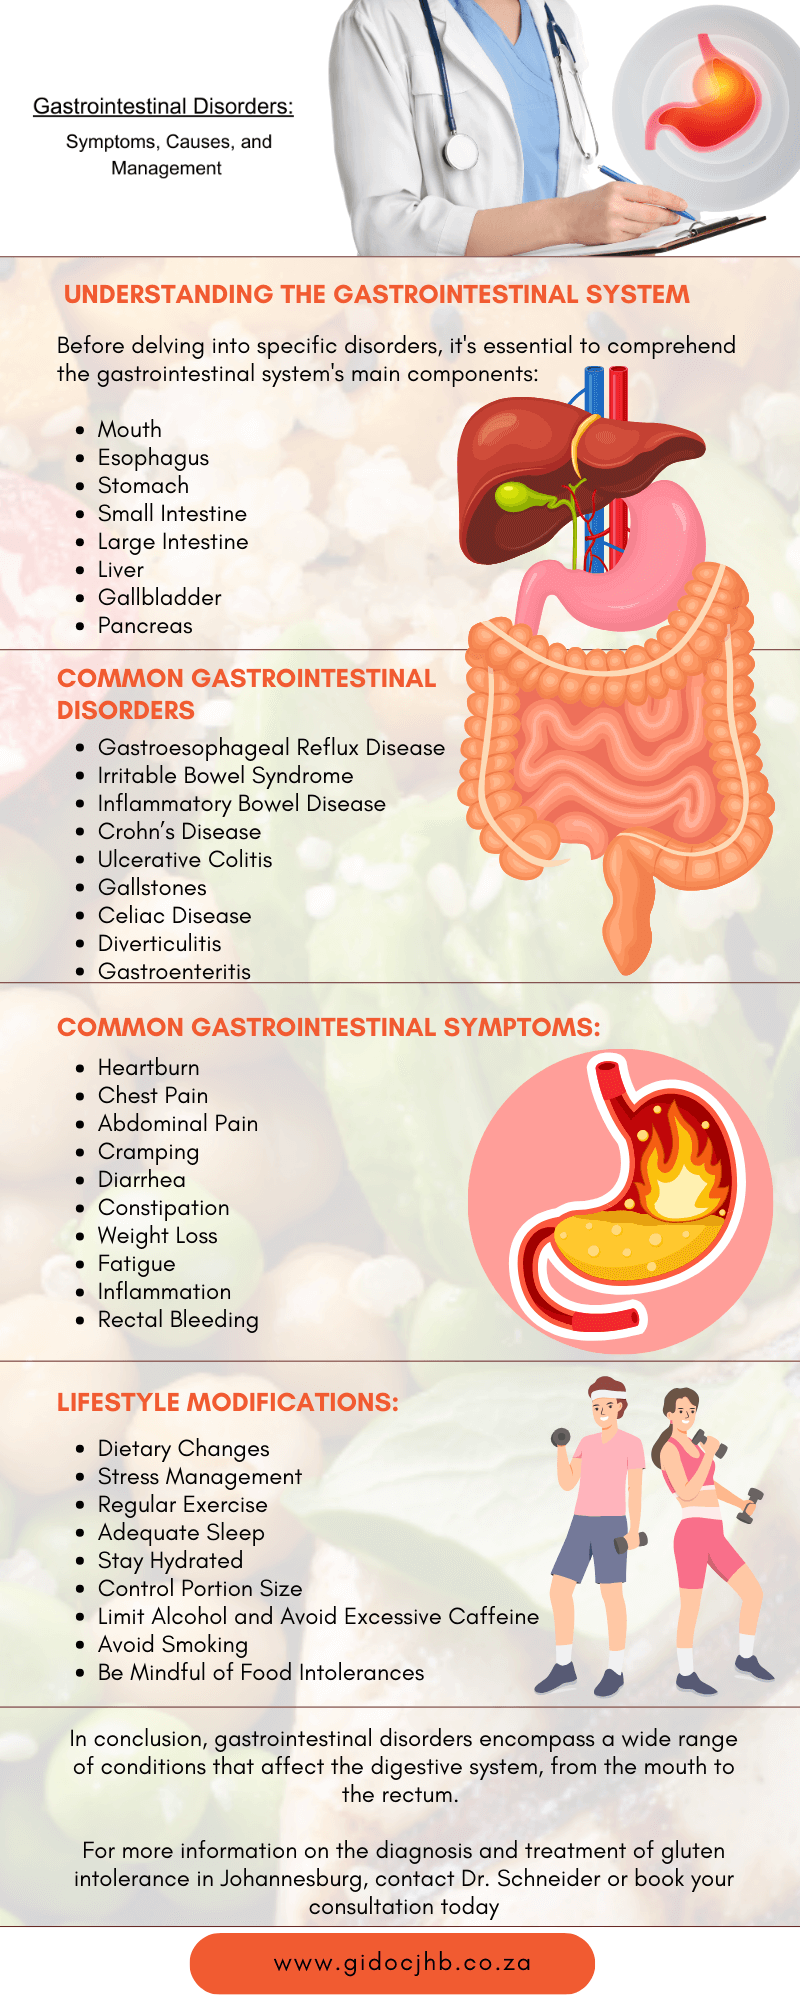 Gastrointestinal Disorders:
Symptoms, Causes, and
Management
UNDERSTANDING THE GASTROINTESTINAL SYSTEM
Before delving into specific disorders, it's essential to comprehend
the gastrointestinal system's main components:
Mouth
Esophagus
Stomach
Small Intestine
Large Intestine
Liver
Gallbladder
Pancreas
COMMON GASTROINTESTINAL
DISORDERS
Gastroesophageal Reflux Disease
Irritable Bowel Syndrome
Inflammatory Bowel Disease
Crohn’s Disease
Ulcerative Colitis
Gallstones
Celiac Disease
Diverticulitis
Gastroenteritis
COMMON GASTROINTESTINAL SYMPTOMS:
Heartburn
Chest Pain
Abdominal Pain
Cramping
Diarrhea
Constipation
Weight Loss
Fatigue
Inflammation
Rectal Bleeding
LIFESTYLE MODIFICATIONS:
Dietary Changes
Stress Management
Regular Exercise
Adequate Sleep
Stay Hydrated
Control Portion Size
Limit Alcohol and Avoid Excessive Caffeine
Avoid Smoking
Be Mindful of Food Intolerances
In conclusion, gastrointestinal disorders encompass a wide range
of conditions that affect the digestive system, from the mouth to
the rectum.
For more information on the diagnosis and treatment of gluten
intolerance in Johannesburg, contact Dr. Schneider or book your
consultation today
www.gidocjhb.co.za